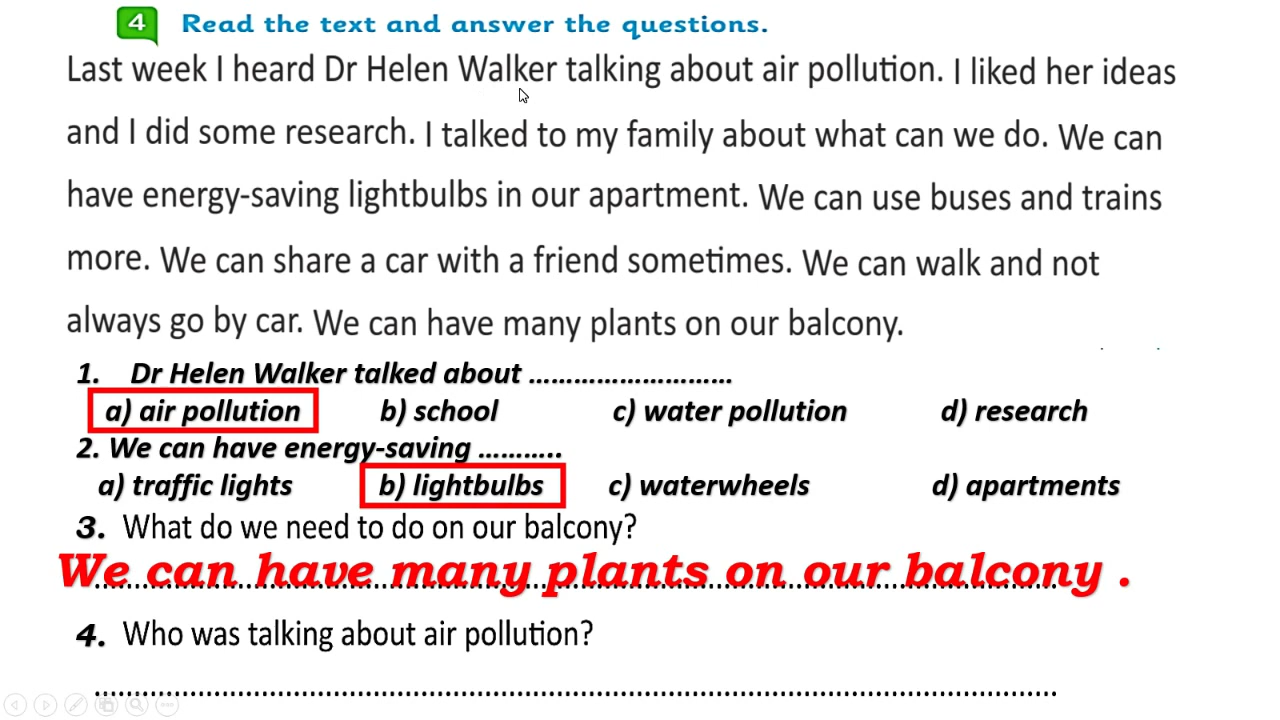 4 Read the text and answer the questions.
Last week I heard Dr Helen Walker talking about air pollution. I liked her ideas
and I did some research. I talked to my family about what can we do. We can
have energy-saving lightbulbs in our apartment. We can use buses and trains
more. We can share a car with a friend sometimes. We can walk and not
always go by car. We can have many plants on our balcony.
1. Dr Helen Walker talked about ………………………
a) air pollution b) school c) water pollution d) research
2. We can have energy-saving ………..
a) traffic lights b) lightbulbs c) waterwheels d) apartments
3. What do we need to do on our balcony?
We can have many plants on our balcony .
4. Who was talking about air pollution?
........................................................................................................................